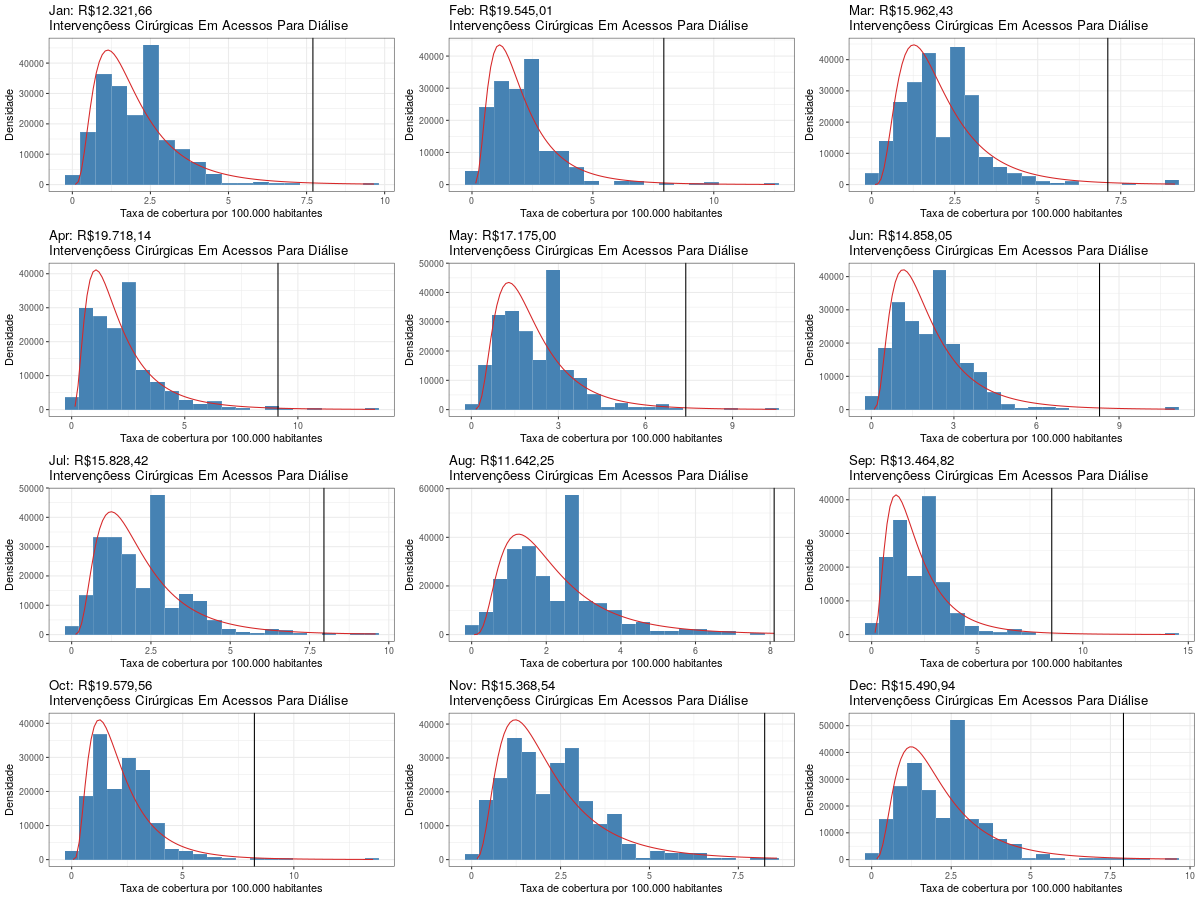 Jan: R$12.321,66
Intervençõess Cirúrgicas Em Acessos Para Diálise
Densidade
40000
30000
20000
10000
0
0
2.5
5
7.5
10
Taxa de cobertura por 100.000 habitantes
Feb: R$19.545,01
Intervençõess Cirúrgicas Em Acessos Para Diálise
Densidade
40000
30000
20000
10000
0
0
5
10
Taxa de cobertura por 100.000 habitantes
Mar: R$15.962,43
Intervençõess Cirúrgicas Em Acessos Para Diálise
Densidade
40000
30000
20000
10000
0
0
2.5
5
7.5
Taxa de cobertura por 100.000 habitantes
Apr: R$19.718,14
Intervençõess Cirúrgicas Em Acessos Para Diálise
Densidade
40000
30000
20000
10000
0
0
5
10
Taxa de cobertura por 100.000 habitantes
May: R$17.175,00
Intervençõess Cirúrgicas Em Acessos Para Diálise
Densidade
50000
40000
30000
20000
10000
0
0
3
6
9
Taxa de cobertura por 100.000 habitantes
Jun: R$14.858,05
Intervençõess Cirúrgicas Em Acessos Para Diálise
Densidade
40000
30000
20000
10000
0
0
3
6
9
Taxa de cobertura por 100.000 habitantes
Jul: R$15.828,42
Intervençõess Cirúrgicas Em Acessos Para Diálise
Densidade
50000
40000
30000
20000
10000
0
0
2.5
5
7.5
10
Taxa de cobertura por 100.000 habitantes
Aug: R$11.642,25
Intervençõess Cirúrgicas Em Acessos Para Diálise
Densidade
60000
40000
20000
0
0
2
4
6
8
Taxa de cobertura por 100.000 habitantes
Sep: R$13.464,82
Intervençõess Cirúrgicas Em Acessos Para Diálise
Densidade
40000
30000
20000
10000
0
0
5
10
15
Taxa de cobertura por 100.000 habitantes
Oct: R$19.579,56
Intervençõess Cirúrgicas Em Acessos Para Diálise
Densidade
40000
30000
20000
10000
0
0
5
10
Taxa de cobertura por 100.000 habitantes
Nov: R$15.368,54
Intervençõess Cirúrgicas Em Acessos Para Diálise
Densidade
40000
30000
20000
10000
0
0
2.5
5
7.5
Taxa de cobertura por 100.000 habitantes
Dec: R$15.490,94
Intervençõess Cirúrgicas Em Acessos Para Diálise
Densidade
50000
40000
30000
20000
10000
0
0
2.5
5
7.5
10
Taxa de cobertura por 100.000 habitantes